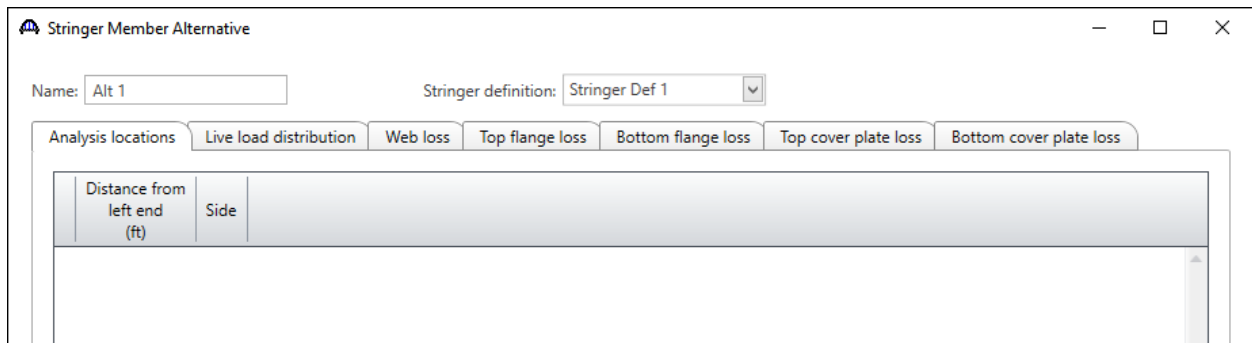 Stringer Member Alternative
Name: Alt 1 Stringer definition: Stringer Def 1
Analysis locations Live load distribution Web loss Top flange loss Bottom flange loss Top cover plate loss Bottom cover plate loss
Distance from
left end
(ft)
Side